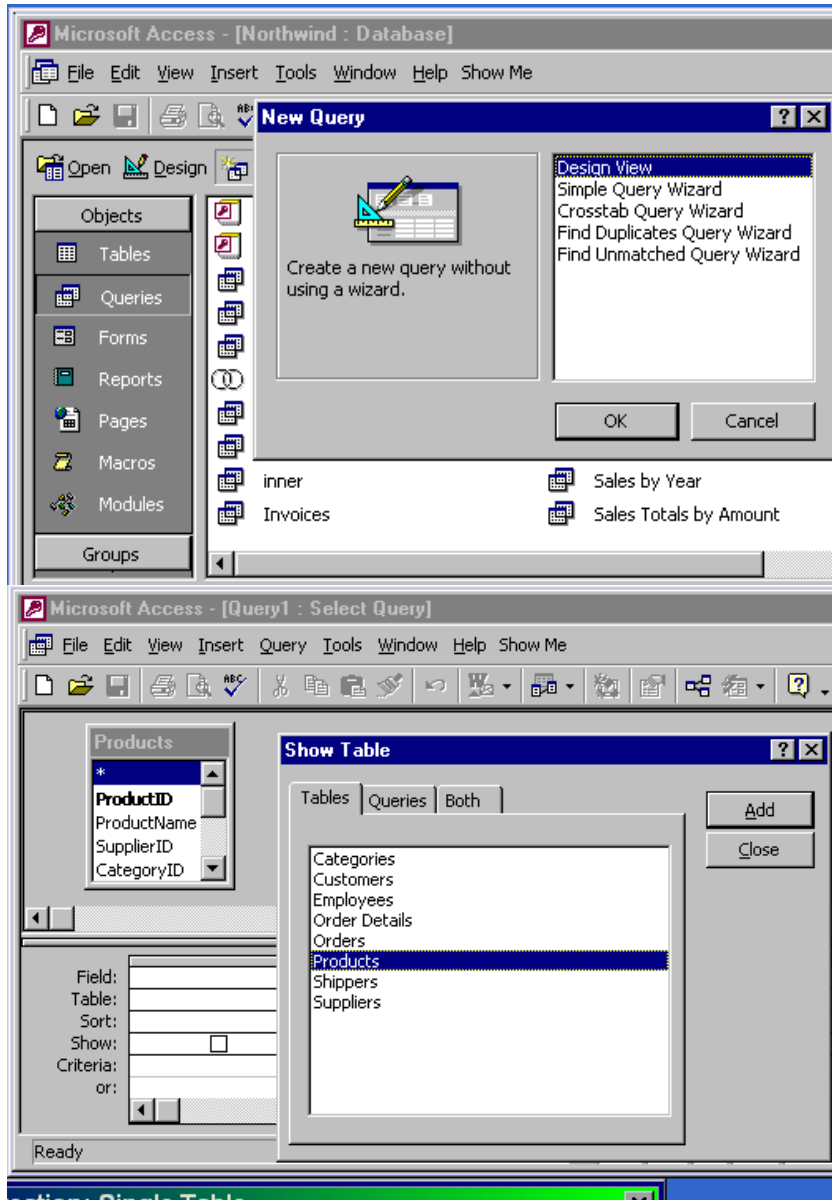 Microsoft Access - [Northwind : Database]
File Edit View Insert Tools Window Help Show Me
ABC
New Query
Open Design
Objects
Tables
Queries
Forms
Reports
Pages
Macros
Modules
Groups
Create a new query without
using a wizard.
Design View
Simple Query Wizard
Crosstab Query Wizard
Find Duplicates Query Wizard
Find Unmatched Query Wizard
OK Cancel
inner Sales by Year
Invoices Sales Totals by Amount
Microsoft Access - [Query1 : Select Query]
File Edit View Insert Query Tools Window Help Show Me
ABC
Products
*
ProductID
ProductName
SupplierID
CategoryID
Show Table
Tables Queries Both
Add
Close
Categories
Customers
Employees
Order Details
Orders
Products
Shippers
Suppliers
Field:
Table:
Sort:
Show:
Criteria:
or:
Ready
Single Table